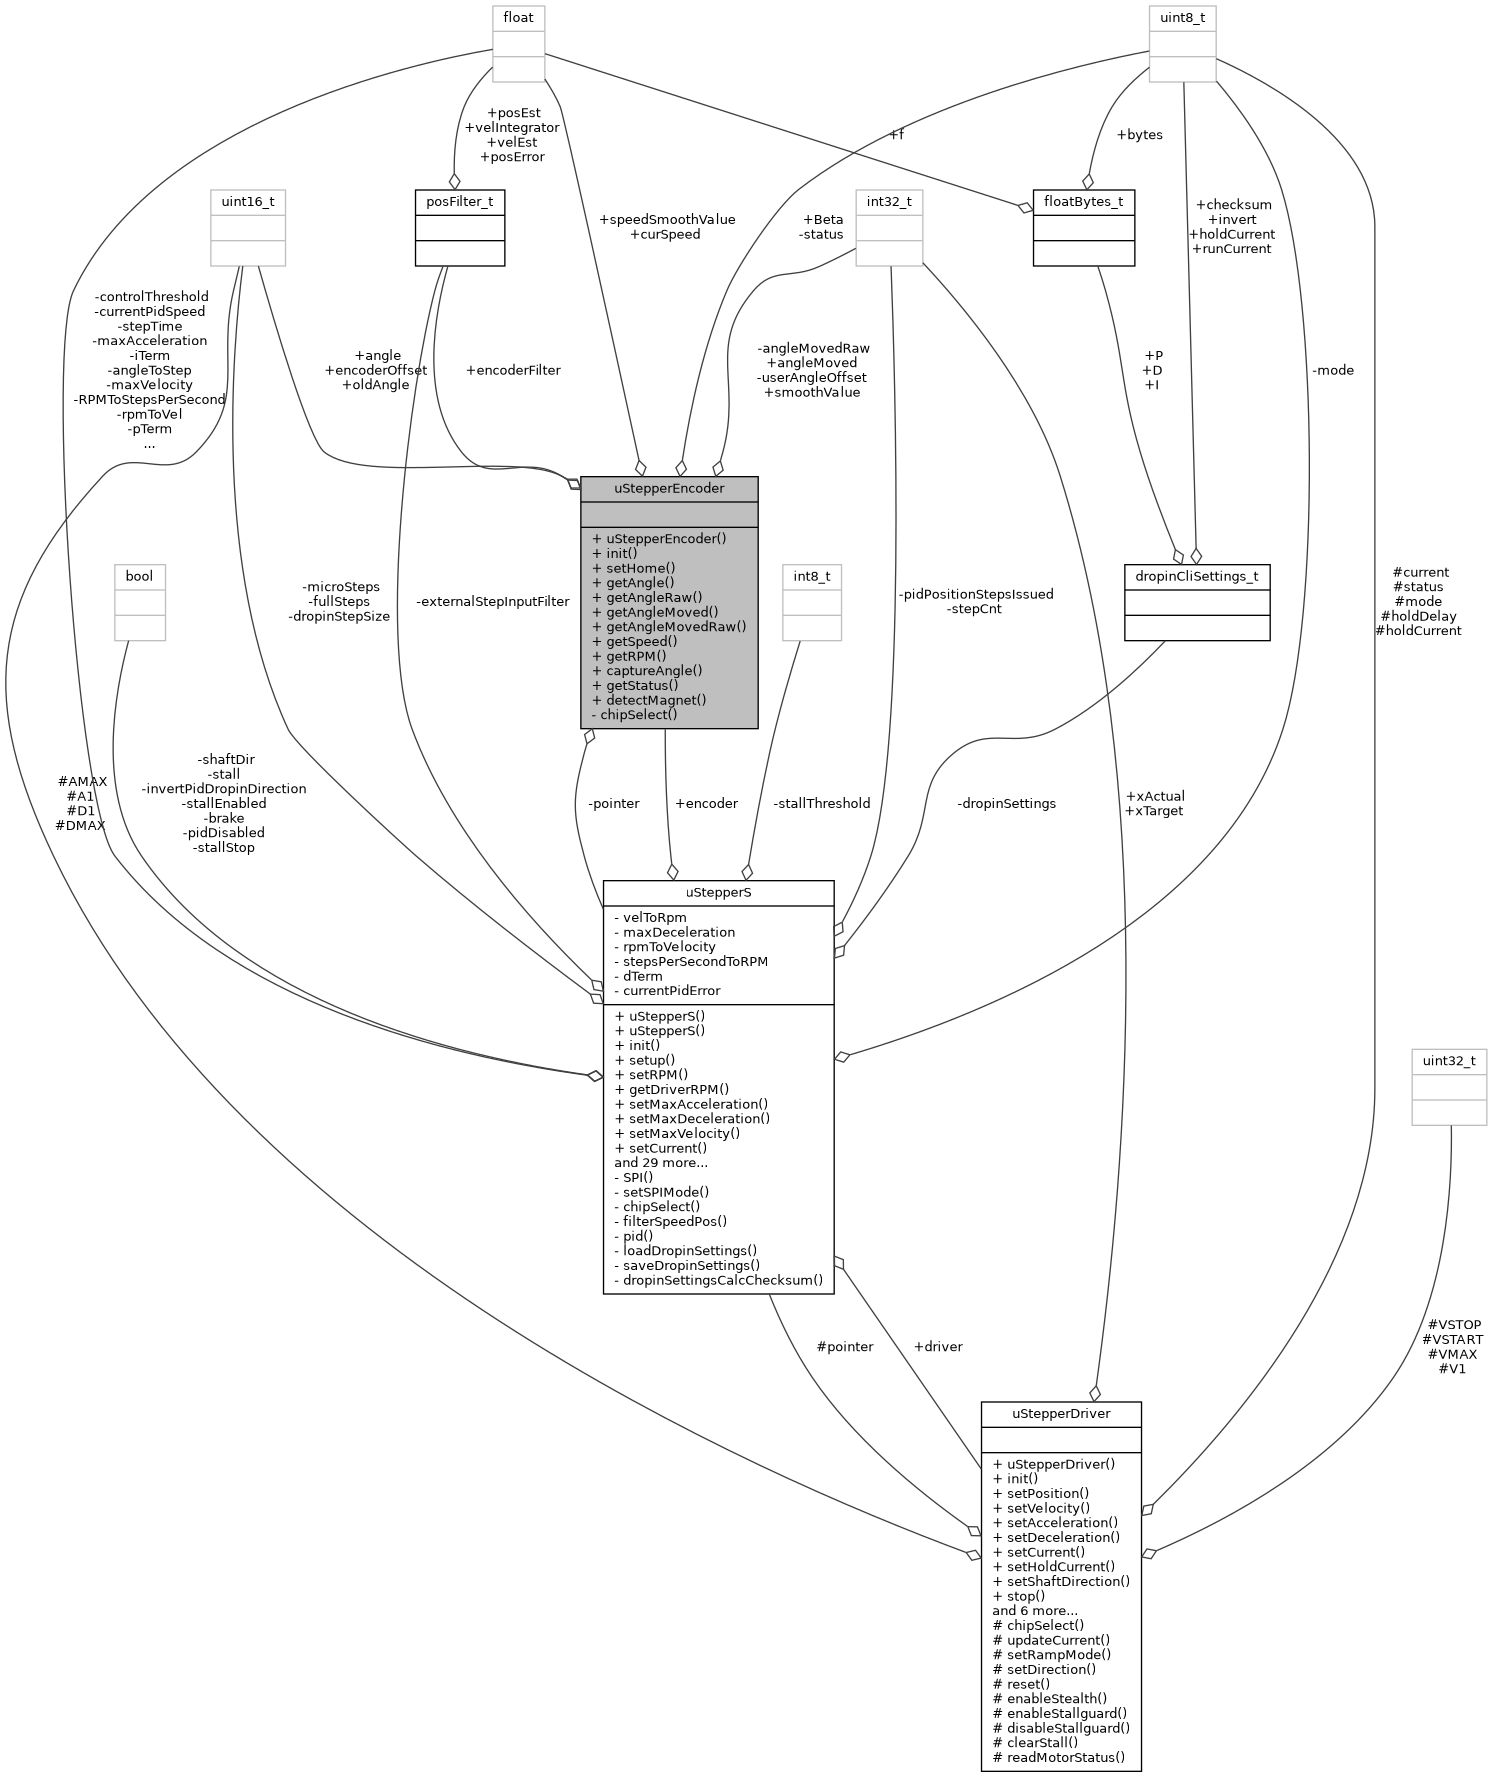 float
uint8_t
+posEst
+velIntegrator
+velEst
+posError
+f
+bytes
uint16_t
posFilter_t
int32_t
floatBytes_t
+speedSmoothValue
+curSpeed
+Beta
-status
+checksum
+invert
+holdCurrent
+runCurrent
-controlThreshold
-currentPidSpeed
-stepTime
-maxAcceleration
-iTerm
-angleToStep
-maxVelocity
-RPMToStepsPerSecond
-rpmToVel
-pTerm
...
+angle
+encoderOffset
+oldAngle
+encoderFilter
-angleMovedRaw
+angleMoved
-userAngleOffset
+smoothValue
+P
+D
+I
-mode
uStepperEncoder
+ uStepperEncoder()
+ init()
+ setHome()
+ getAngle()
+ getAngleRaw()
+ getAngleMoved()
+ getAngleMovedRaw()
+ getSpeed()
+ getRPM()
+ captureAngle()
+ getStatus()
+ detectMagnet()
- chipSelect()
bool
-microSteps
-fullSteps
-dropinStepSize
-externalStepInputFilter
int8_t
-pidPositionStepsIssued
-stepCnt
dropinCliSettings_t
#current
#status
#mode
#holdDelay
#holdCurrent
#AMAX
#A1
#D1
#DMAX
-shaftDir
-stall
-invertPidDropinDirection
-stallEnabled
-brake
-pidDisabled
-stallStop
-pointer
+encoder
-stallThreshold
-dropinSettings
+xActual
+xTarget
uStepperS
- velToRpm
- maxDeceleration
- rpmToVelocity
- stepsPerSecondToRPM
- dTerm
- currentPidError
+ uStepperS()
+ uStepperS()
+ init()
+ setup()
+ setRPM()
+ getDriverRPM()
+ setMaxAcceleration()
+ setMaxDeceleration()
+ setMaxVelocity()
+ setCurrent()
and 29 more...
- SPI()
- setSPIMode()
- chipSelect()
- filterSpeedPos()
- pid()
- loadDropinSettings()
- saveDropinSettings()
- dropinSettingsCalcChecksum()
uint32_t
#pointer
+driver
#VSTOP
#VSTART
#VMAX
#V1
uStepperDriver
+ uStepperDriver()
+ init()
+ setPosition()
+ setVelocity()
+ setAcceleration()
+ setDeceleration()
+ setCurrent()
+ setHoldCurrent()
+ setShaftDirection()
+ stop()
and 6 more...
# chipSelect()
# updateCurrent()
# setRampMode()
# setDirection()
# reset()
# enableStealth()
# enableStallguard()
# disableStallguard()
# clearStall()
# readMotorStatus()